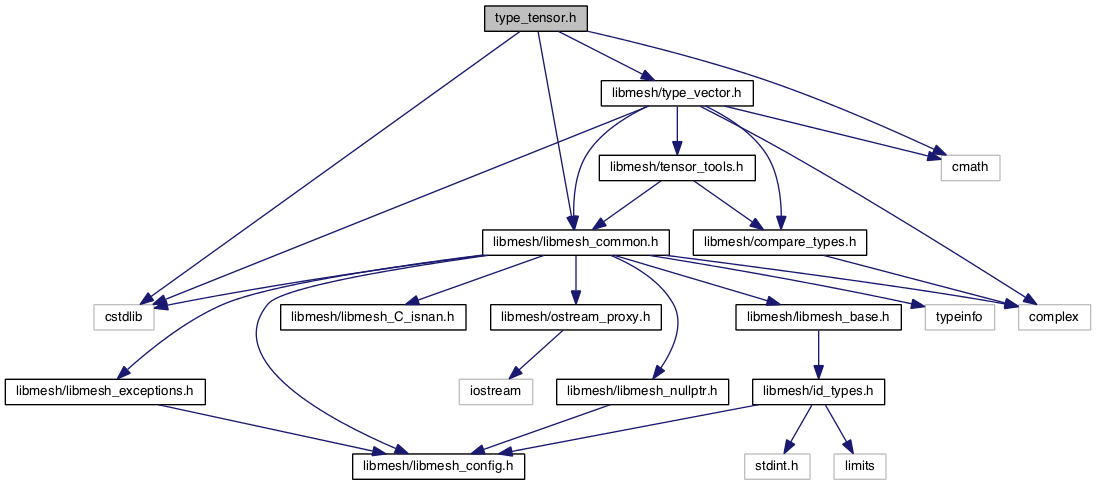 type_tensor.h
libmesh/type_vector.h
libmesh/tensor_tools.h
cmath
libmesh/libmesh_common.h
libmesh/compare_types.h
cstdlib
libmesh/libmesh_C_isnan.h
libmesh/ostream_proxy.h
libmesh/libmesh_base.h
typeinfo
complex
libmesh/libmesh_exceptions.h
iostream
libmesh/libmesh_nullptr.h
libmesh/id_types.h
libmesh/libmesh_config.h
stdint.h
limits